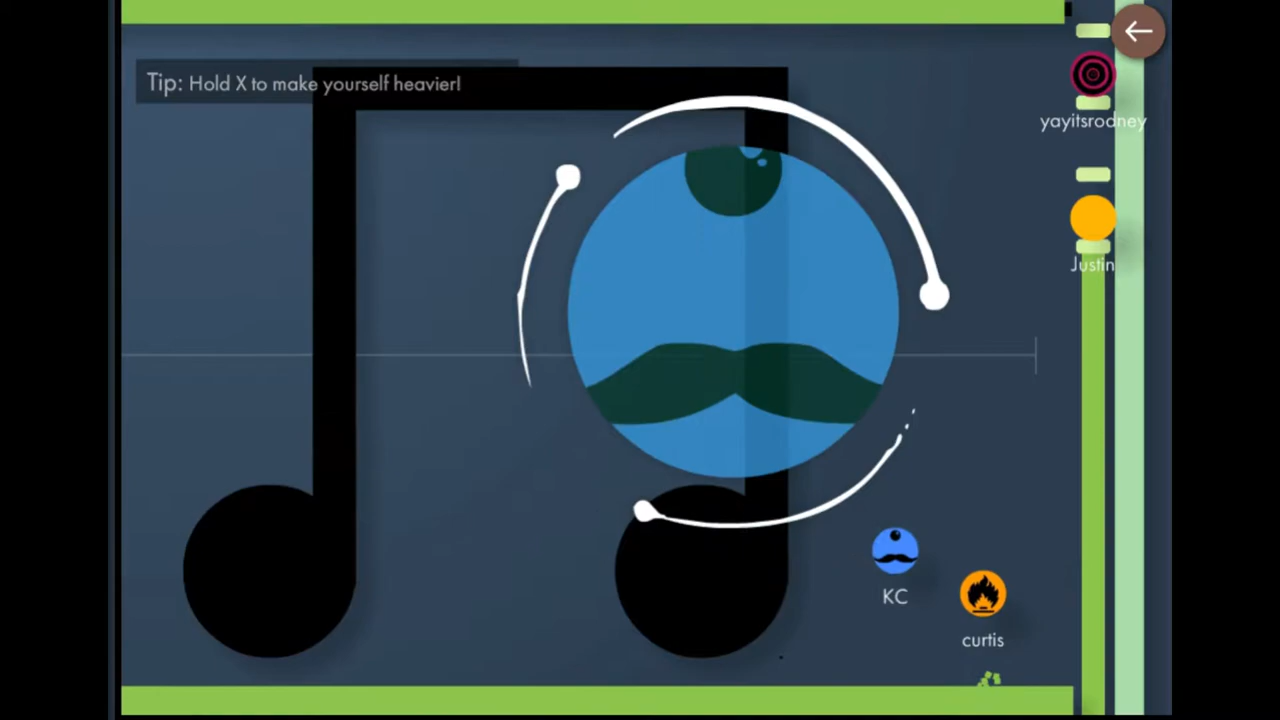 Tip: Hold X to make yourself heavier!
yayitsrodney
Justin
KC
curtis